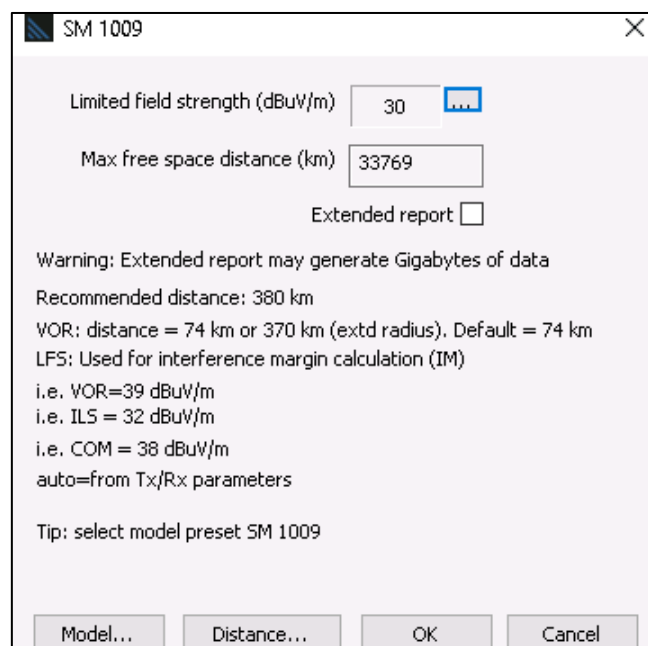 SM 1009
Limited field strength (dBuV/m) 30 ...
Max free space distance (km) 33769
Extended report
Warning: Extended report may generate Gigabytes of data
Recommended distance: 380 km
VOR: distance = 74 km or 370 km (extd radius). Default = 74 km
LFS: Used for interference margin calculation (IM)
i.e. VOR=39 dBuV/m
i.e. ILS = 32 dBuV/m
i.e. COM = 38 dBuV/m
auto=from Tx/Rx parameters
Tip: select model preset SM 1009
Model... Distance... OK Cancel